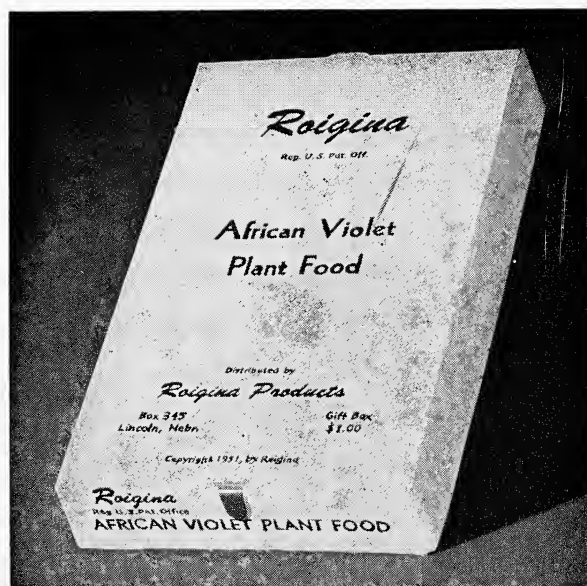 Roigina
Reg. U.S. Pat. Off.
African Violet
Plant Food
Distributed by
Roigina Products
Box 345 Gift Box
Lincoln, Nebr. $1.00
Copyright 1951, by Roigina
Roigina
Reg U.S. Pat. Office
AFRICAN VIOLET PLANT FOOD